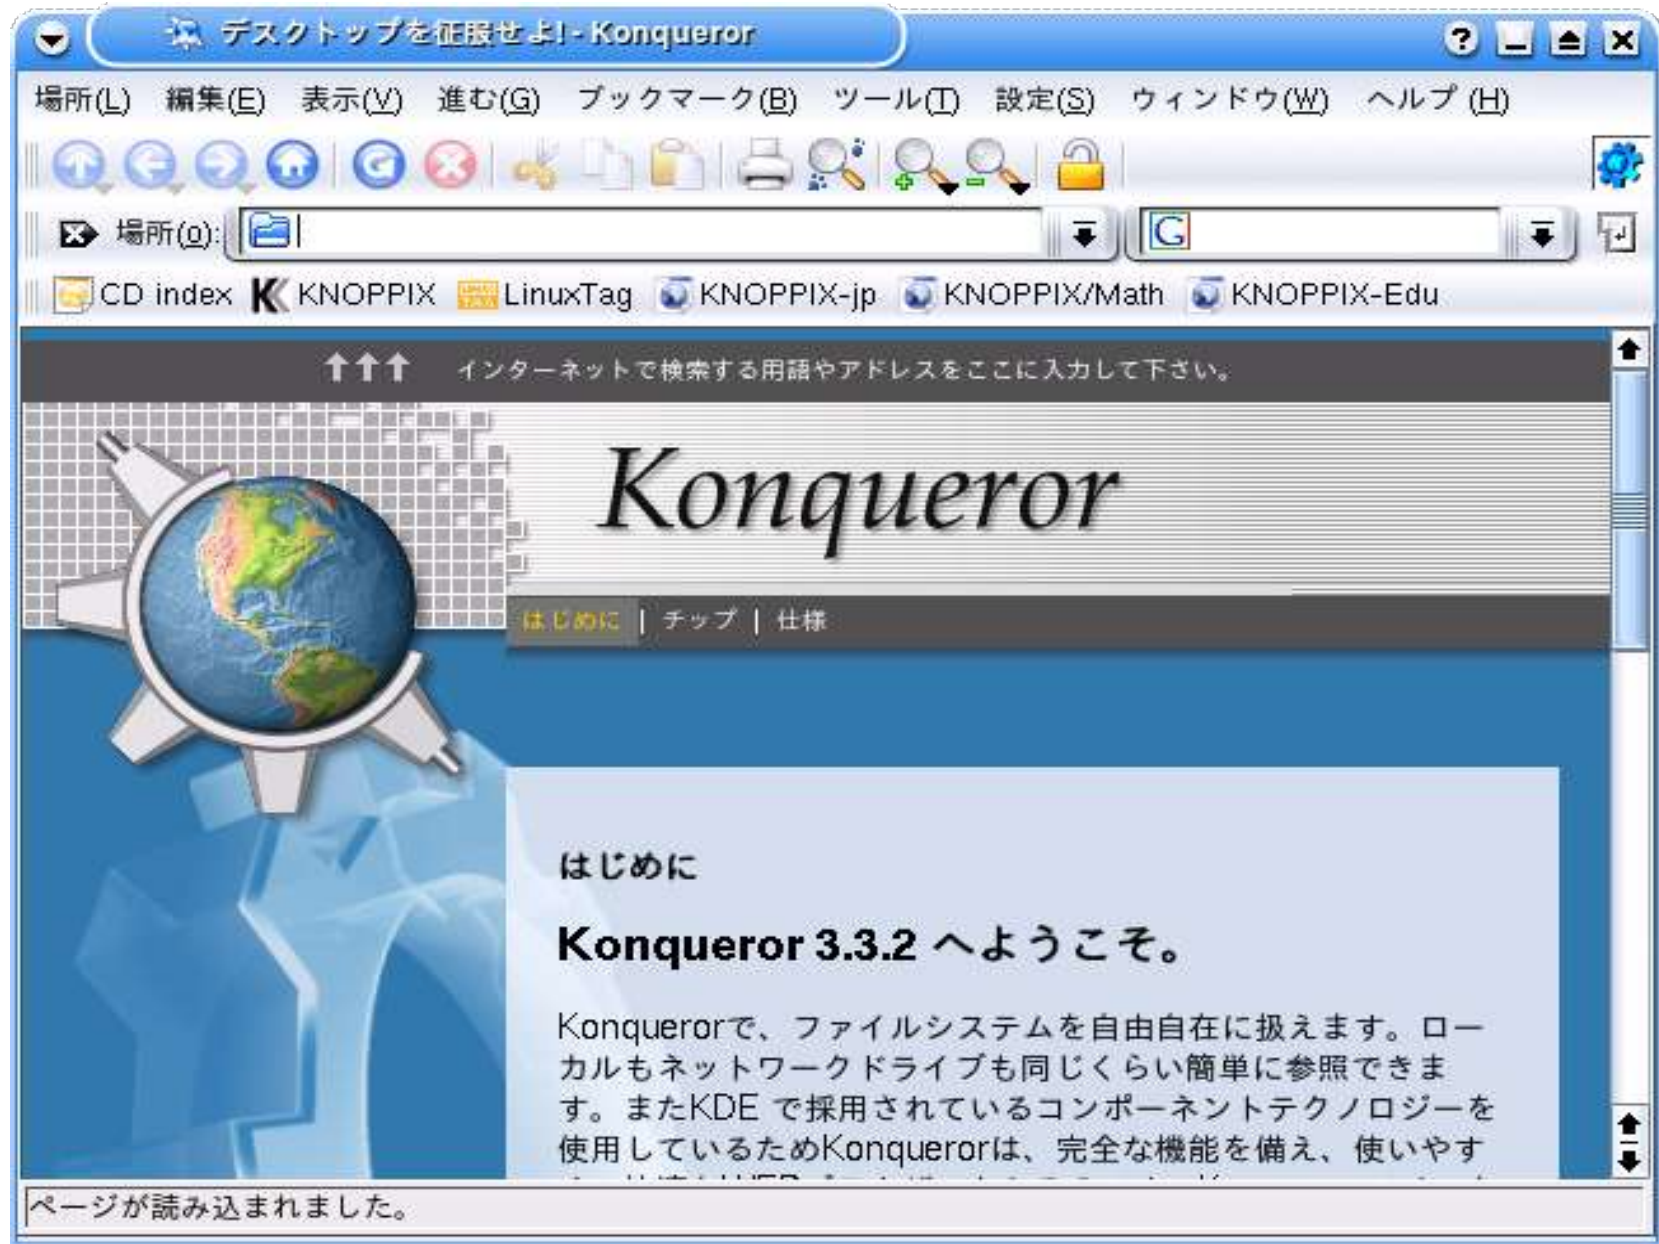 デスクトップを征服せよ! - Konqueror
場所(L) 編集(E) 表示(V) 進む(G) ブックマーク(B) ツール(T) 設定(S) ウィンドウ(W) ヘルプ (H)
場所(o):
CD index KNOPPIX LinuxTag KNOPPIX-jp KNOPPIX/Math KNOPPIX-Edu
↑↑↑ インターネットで検索する用語やアドレスをここに入力して下さい。
Konqueror
はじめに | チップ | 仕様
はじめに
Konqueror 3.3.2 へようこそ。
Konquerorで、ファイルシステムを自由自在に扱えます。ロー
カルもネットワークドライブも同じくらい簡単に参照できま
す。またKDE で採用されているコンポーネントテクノロジーを
使用しているためKonquerorは、完全な機能を備え、使いやす
ページが読み込まれました。